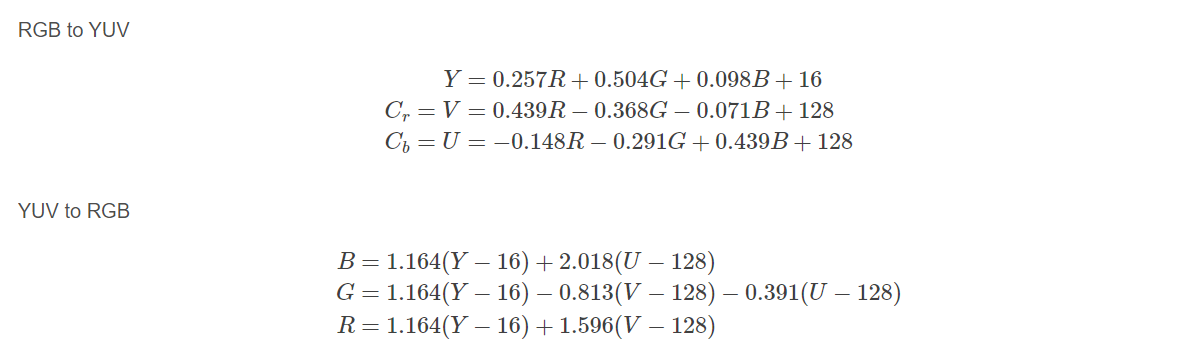 RGB to YUV
Y = 0.257R + 0.504G + 0.098B + 16
Cᵣ = V = 0.439R − 0.368G − 0.071B + 128
C_b = U = −0.148R − 0.291G + 0.439B + 128
YUV to RGB
B = 1.164(Y − 16) + 2.018(U − 128)
G = 1.164(Y − 16) − 0.813(V − 128) − 0.391(U − 128)
R = 1.164(Y − 16) + 1.596(V − 128)